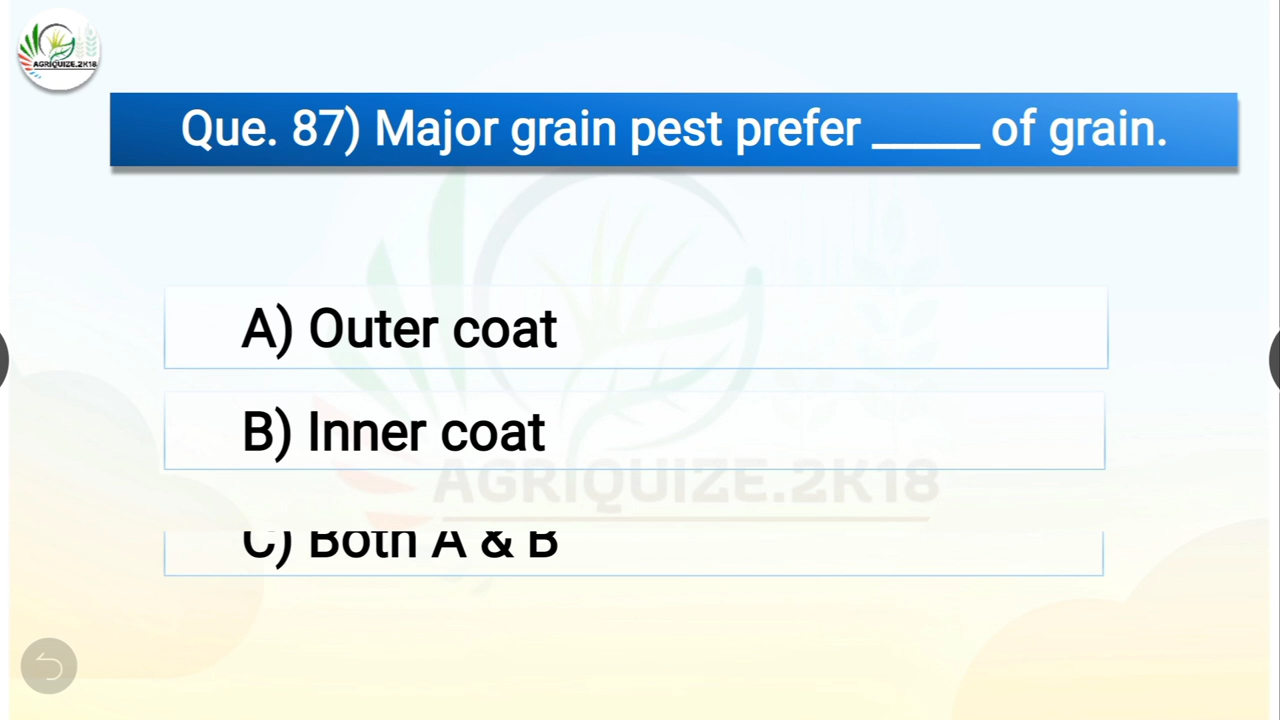 AGRIQUIZE.2K18
Que. 87) Major grain pest prefer _____ of grain.
A) Outer coat
B) Inner coat
AGRIQUIZE.2K18
C) Both A & B